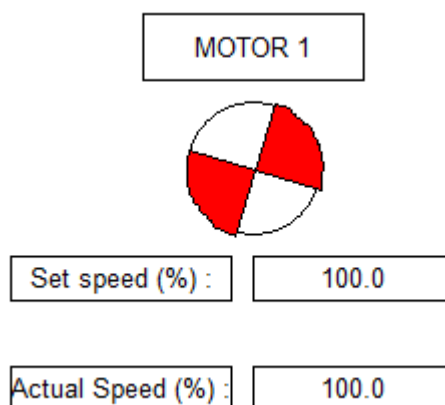 MOTOR 1
Set speed (%) : 100.0
Actual Speed (%) : 100.0